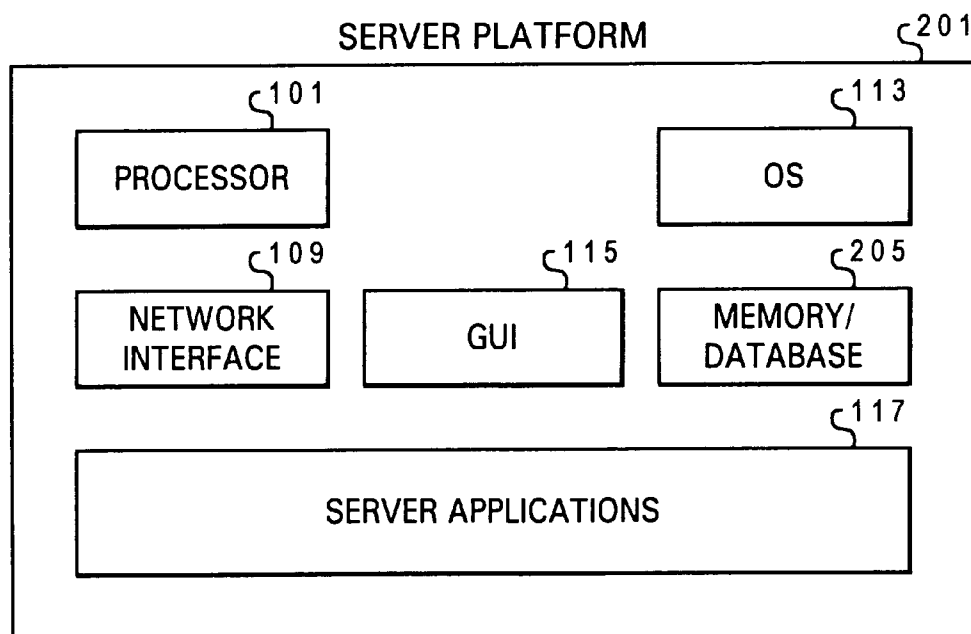 SERVER PLATFORM
201
101
113
PROCESSOR
OS
109
115
205
NETWORK
INTERFACE
GUI
MEMORY/
DATABASE
117
SERVER APPLICATIONS